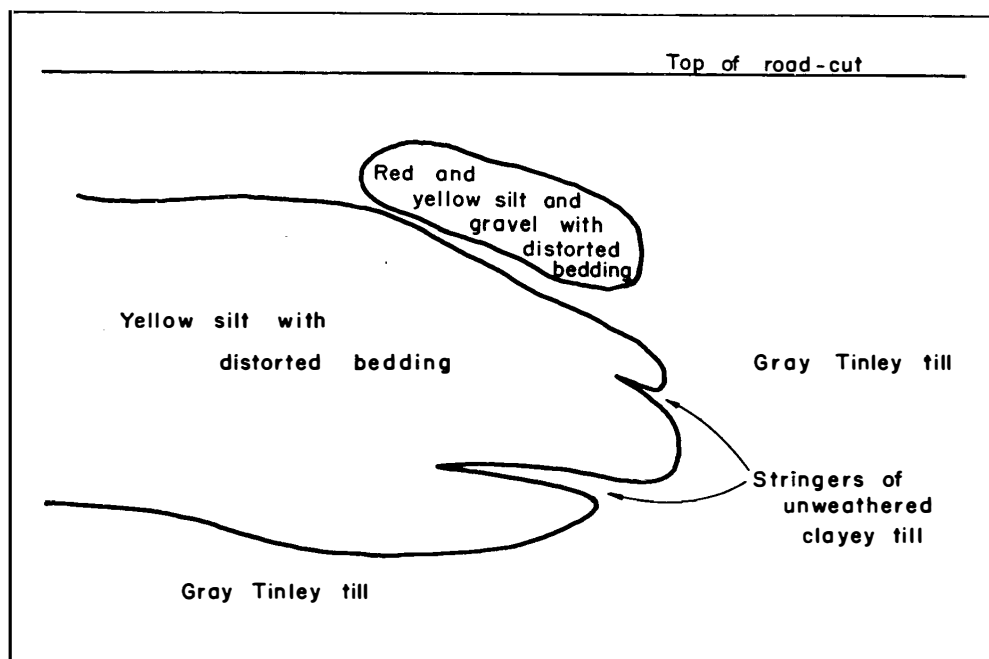 Top of road-cut
Red and
yellow silt and
gravel with
distorted
bedding
Yellow silt with
distorted bedding
Gray Tinley till
Stringers of
unweathered
clayey till
Gray Tinley till